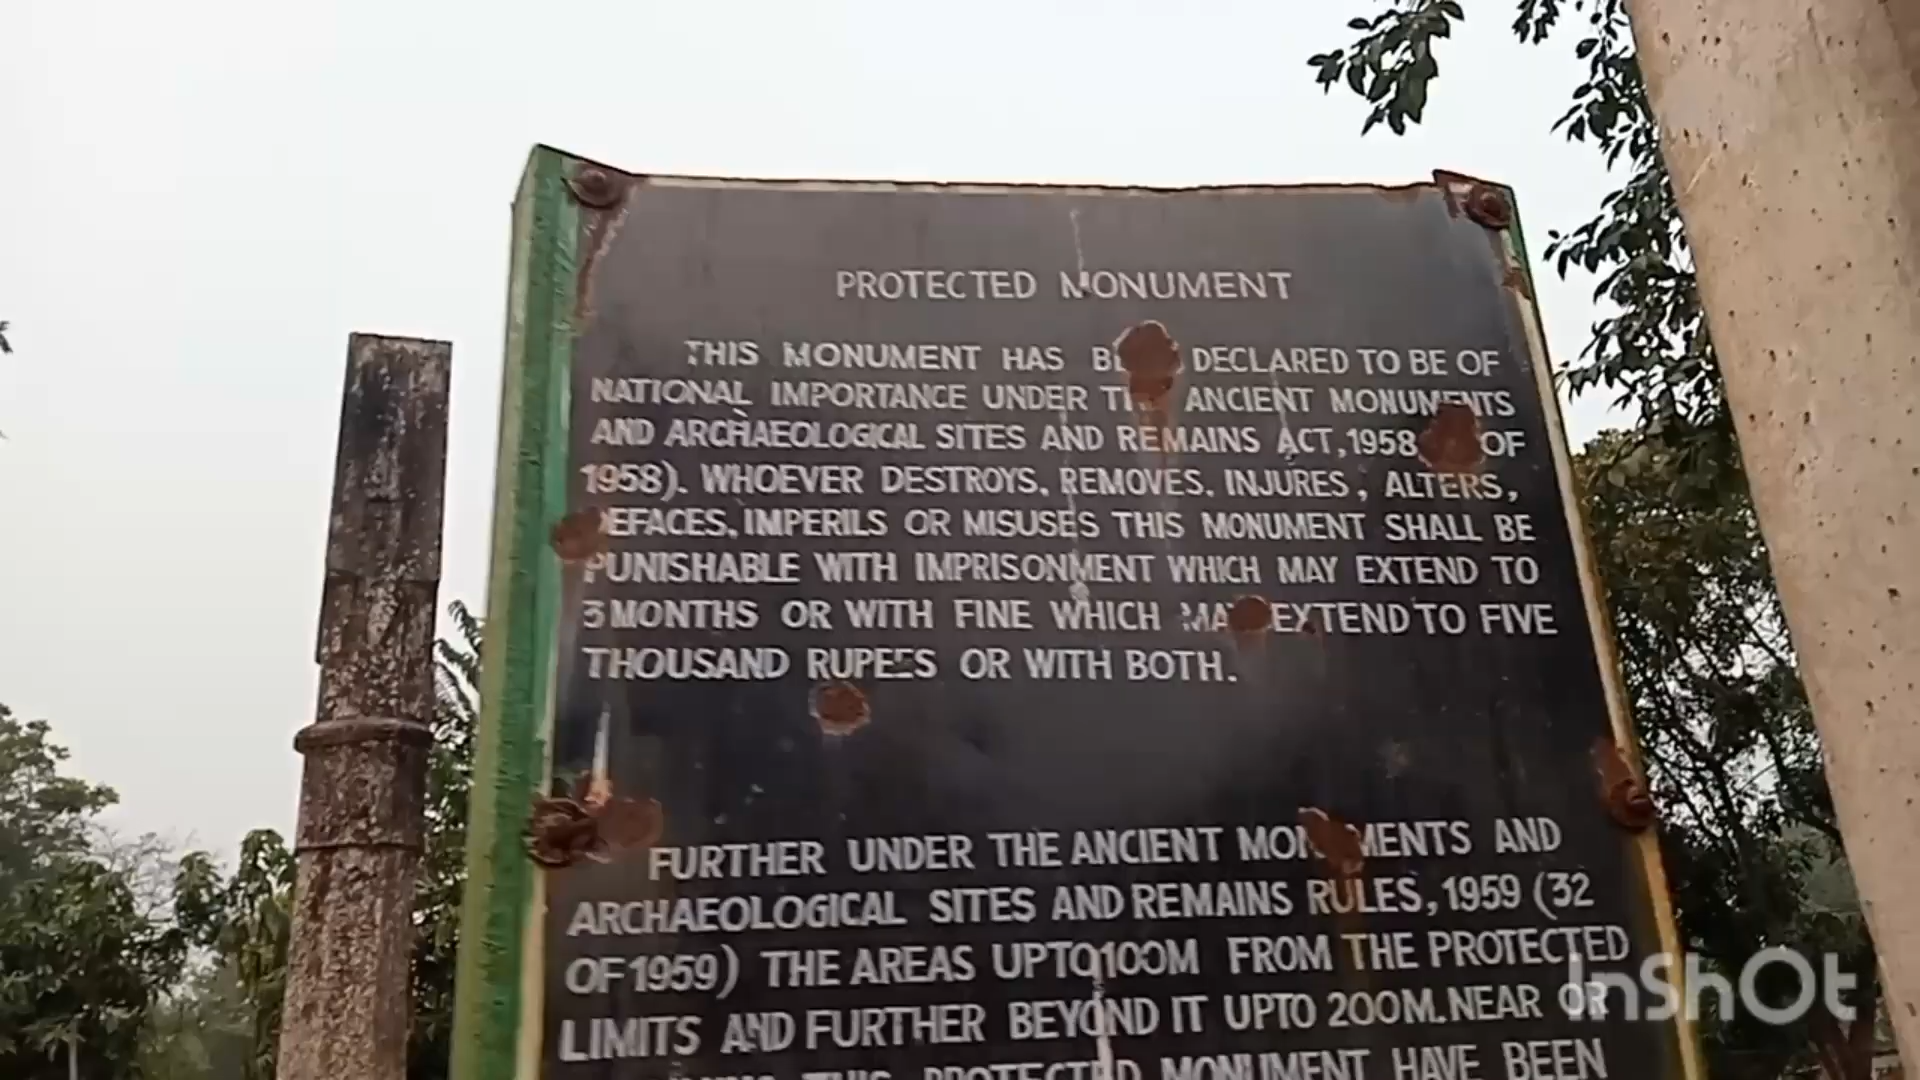 PROTECTED MONUMENT
THIS MONUMENT HAS DECLARED TO BE OF
NATIONAL IMPORTANCE UNDER ANCIENT MONUMENTS
AND ARCHAEOLOGICAL SITES AND REMAINS ACT, 1958 OF
1958). WHOEVER DESTROYS, REMOVES, INJURES, ALTERS,
DEFACES, IMPERILS OR MISUSES THIS MONUMENT SHALL BE
PUNISHABLE WITH IMPRISONMENT WHICH MAY EXTEND TO
3 MONTHS OR WITH FINE WHICH MAY EXTEND TO FIVE
THOUSAND RUPEES OR WITH BOTH.
FURTHER UNDER THE ANCIENT MONUMENTS AND
ARCHAEOLOGICAL SITES AND REMAINS RULES, 1959 (32
OF 1959) THE AREAS UPTO 100M FROM THE PROTECTED
LIMITS AND FURTHER BEYOND IT UPTO 200M. NEAR OR
THIS PROTECTED MONUMENT HAVE BEEN
InShOt